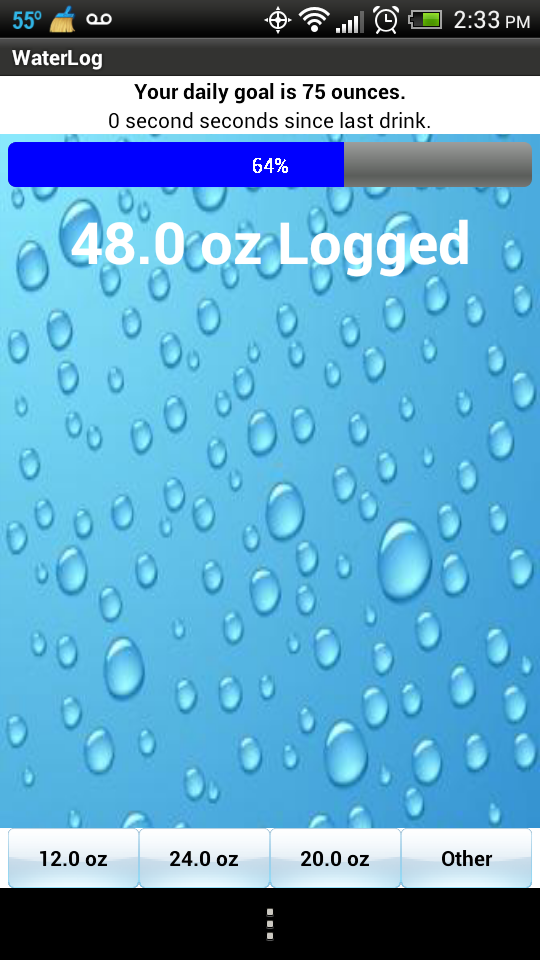 55°
2:33 PM
WaterLog
Your daily goal is 75 ounces.
0 second seconds since last drink.
64%
48.0 oz Logged
12.0 oz
24.0 oz
20.0 oz
Other